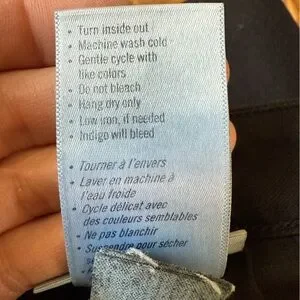 • Turn inside out
• Machine wash cold
• Gentle cycle with
like colors
• Do not bleach
• Hang dry only
• Low iron, if needed
• Indigo will bleed
• Tourner à l'envers
• Laver en machine à
l'eau froide
• Cycle délicat avec
des couleurs semblables
• Ne pas blanchir
• Suspendre pour sécher